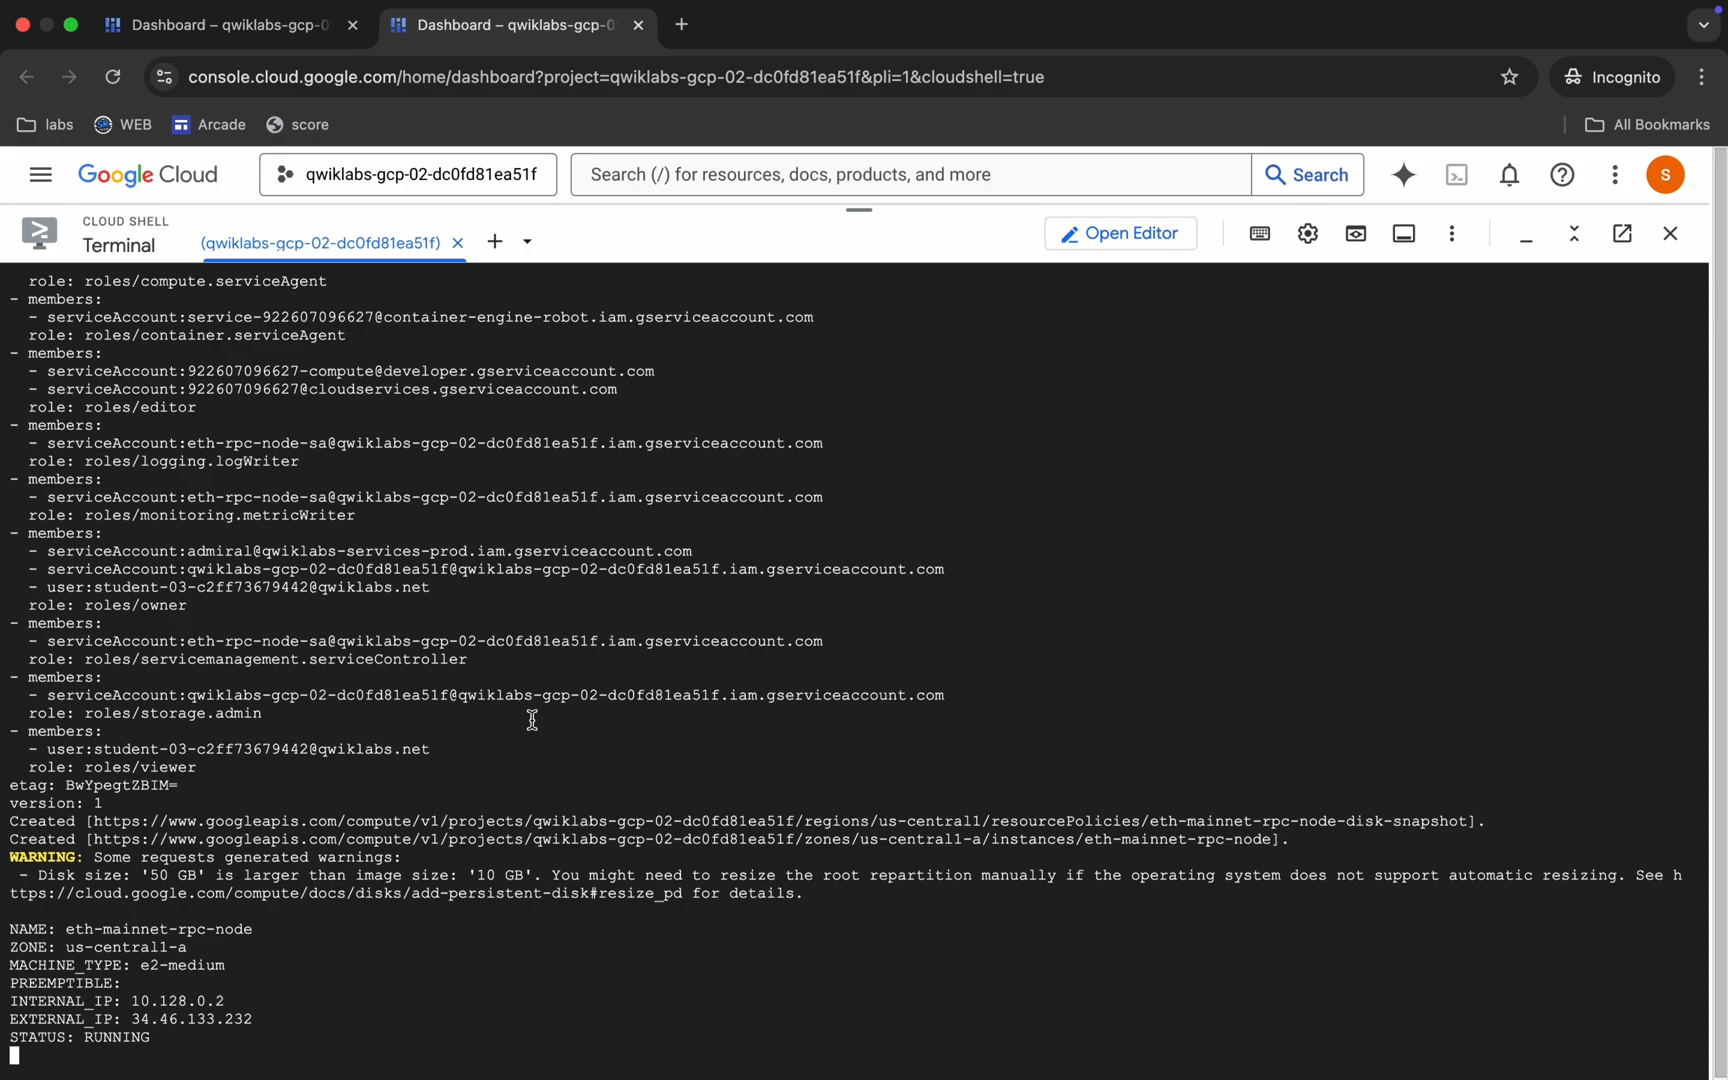 Dashboard – qwiklabs-gcp-0
Dashboard – qwiklabs-gcp-0
console.cloud.google.com/home/dashboard?project=qwiklabs-gcp-02-dc0fd81ea51f&pli=1&cloudshell=true
Incognito
labs
WEB
Arcade
score
All Bookmarks
Google Cloud
qwiklabs-gcp-02-dc0fd81ea51f
Search (/) for resources, docs, products, and more
Search
S
CLOUD SHELL
Terminal
(qwiklabs-gcp-02-dc0fd81ea51f)
Open Editor
role: roles/compute.serviceAgent
- members:
- serviceAccount:service-922607096627@container-engine-robot.iam.gserviceaccount.com
role: roles/container.serviceAgent
- members:
- serviceAccount:922607096627-compute@developer.gserviceaccount.com
- serviceAccount:922607096627@cloudservices.gserviceaccount.com
role: roles/editor
- members:
- serviceAccount:eth-rpc-node-sa@qwiklabs-gcp-02-dc0fd81ea51f.iam.gserviceaccount.com
role: roles/logging.logWriter
- members:
- serviceAccount:eth-rpc-node-sa@qwiklabs-gcp-02-dc0fd81ea51f.iam.gserviceaccount.com
role: roles/monitoring.metricWriter
- members:
- serviceAccount:admiral@qwiklabs-services-prod.iam.gserviceaccount.com
- serviceAccount:qwiklabs-gcp-02-dc0fd81ea51f@qwiklabs-gcp-02-dc0fd81ea51f.iam.gserviceaccount.com
- user:student-03-c2ff73679442@qwiklabs.net
role: roles/owner
- members:
- serviceAccount:eth-rpc-node-sa@qwiklabs-gcp-02-dc0fd81ea51f.iam.gserviceaccount.com
role: roles/servicemanagement.serviceController
- members:
- serviceAccount:qwiklabs-gcp-02-dc0fd81ea51f@qwiklabs-gcp-02-dc0fd81ea51f.iam.gserviceaccount.com
role: roles/storage.admin
- members:
- user:student-03-c2ff73679442@qwiklabs.net
role: roles/viewer
etag: BwYpegtZBIM=
version: 1
Created [https://www.googleapis.com/compute/v1/projects/qwiklabs-gcp-02-dc0fd81ea51f/regions/us-central1/resourcePolicies/eth-mainnet-rpc-node-disk-snapshot].
Created [https://www.googleapis.com/compute/v1/projects/qwiklabs-gcp-02-dc0fd81ea51f/zones/us-central1-a/instances/eth-mainnet-rpc-node].
WARNING: Some requests generated warnings:
- Disk size: '50 GB' is larger than image size: '10 GB'. You might need to resize the root repartition manually if the operating system does not support automatic resizing. See h
ttps://cloud.google.com/compute/docs/disks/add-persistent-disk#resize_pd for details.
NAME: eth-mainnet-rpc-node
ZONE: us-central1-a
MACHINE_TYPE: e2-medium
PREEMPTIBLE:
INTERNAL_IP: 10.128.0.2
EXTERNAL_IP: 34.46.133.232
STATUS: RUNNING